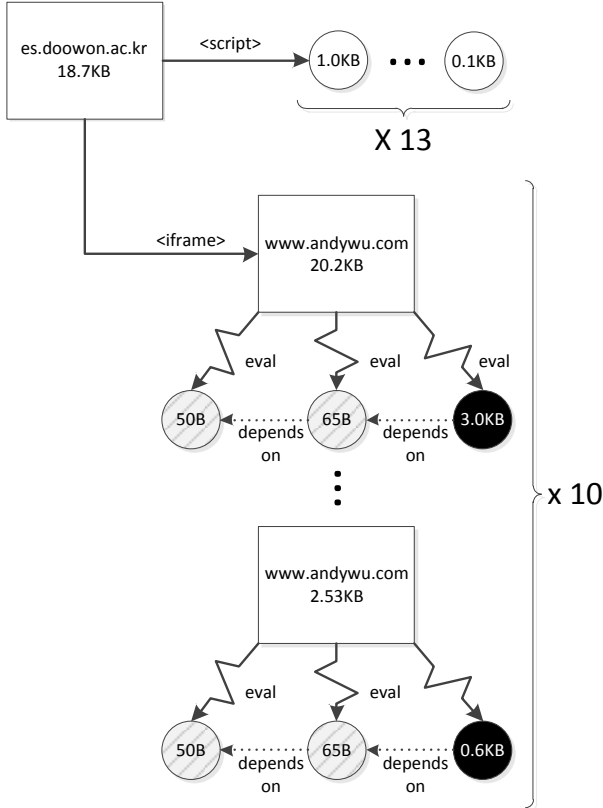 es.doowon.ac.kr
18.7KB
<script>
1.0KB
0.1KB
X 13
<iframe>
www.andywu.com
20.2KB
eval
eval
eval
50B
65B
3.0KB
depends
on
depends
on
x 10
www.andywu.com
2.53KB
eval
eval
50B
65B
0.6KB
depends
on
depends
on